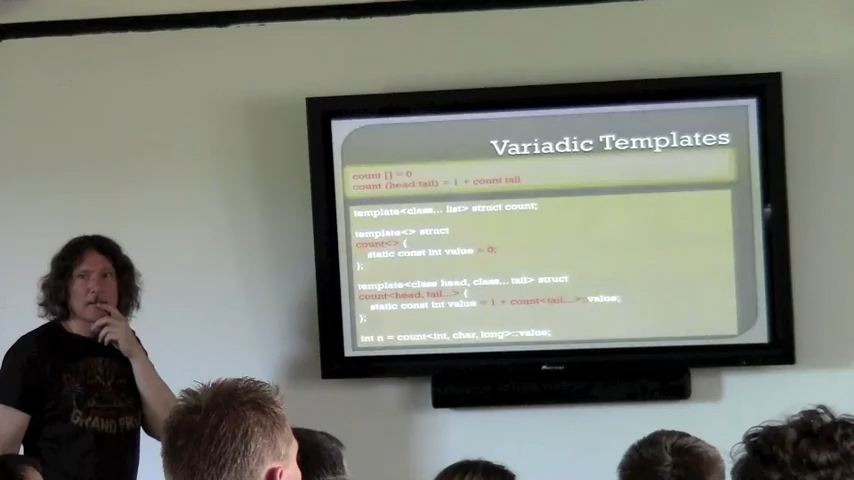 Variadic Templates
count [] = 0
count (head:tail) = 1 + count tail
template<class... list> struct count;
template<> struct
count<> {
static const int value = 0;
};
template<class head, class... tail> struct
count<head, tail...> {
static const int value = 1 + count<tail...>::value;
};
int n = count<int, char, long>::value;
GRAND PRIX